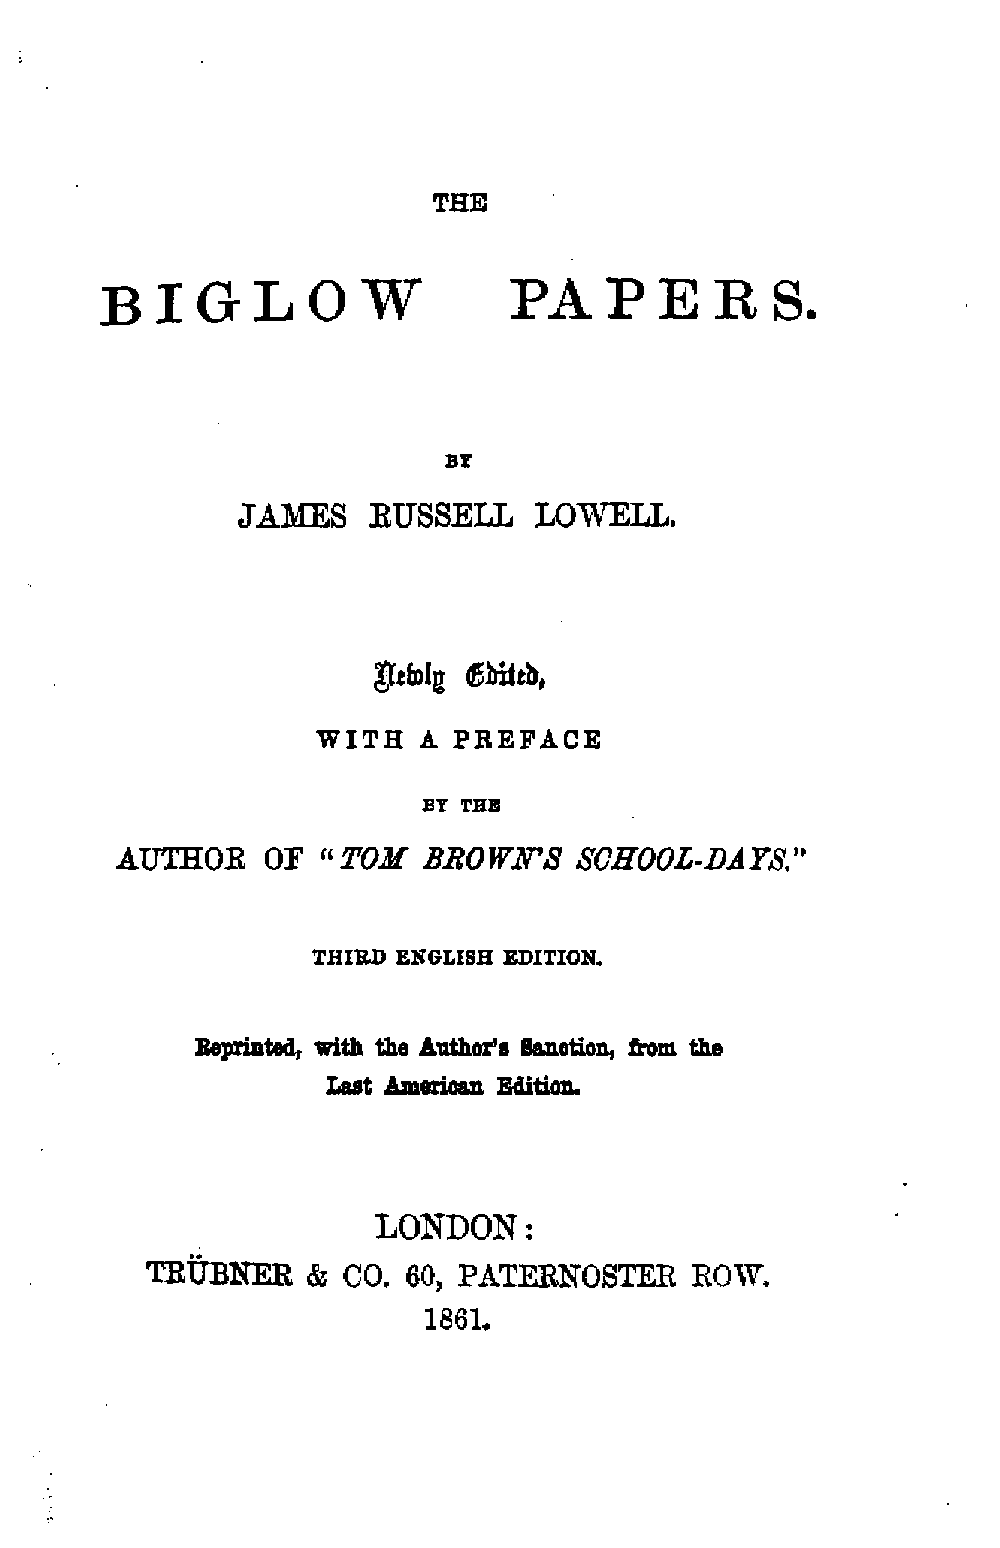 THE
BIGLOW PAPERS.
BY
JAMES RUSSELL LOWELL.
Newly Edited,
WITH A PREFACE
BY THE
AUTHOR OF "TOM BROWN'S SCHOOL-DAYS."
THIRD ENGLISH EDITION.
Reprinted, with the Author's Sanction, from the
Last American Edition.
LONDON:
TRÜBNER & CO. 60, PATERNOSTER ROW.
1861.